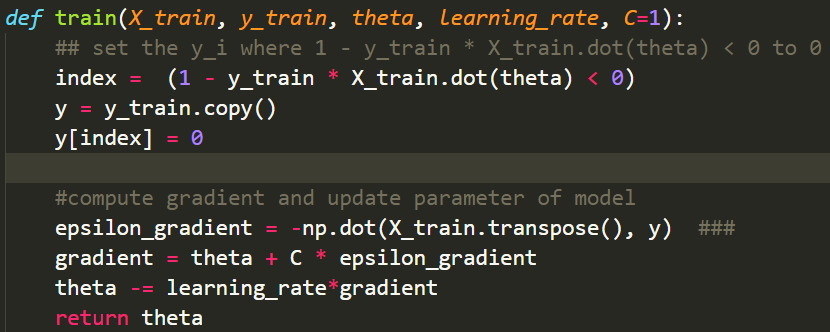 def train(X_train, y_train, theta, learning_rate, C=1):
## set the y_i where 1 - y_train * X_train.dot(theta) < 0 to 0
index =  (1 - y_train * X_train.dot(theta) < 0)
y = y_train.copy()
y[index] = 0
#compute gradient and update parameter of model
epsilon_gradient = -np.dot(X_train.transpose(), y)  ###
gradient = theta + C * epsilon_gradient
theta -= learning_rate*gradient
return theta